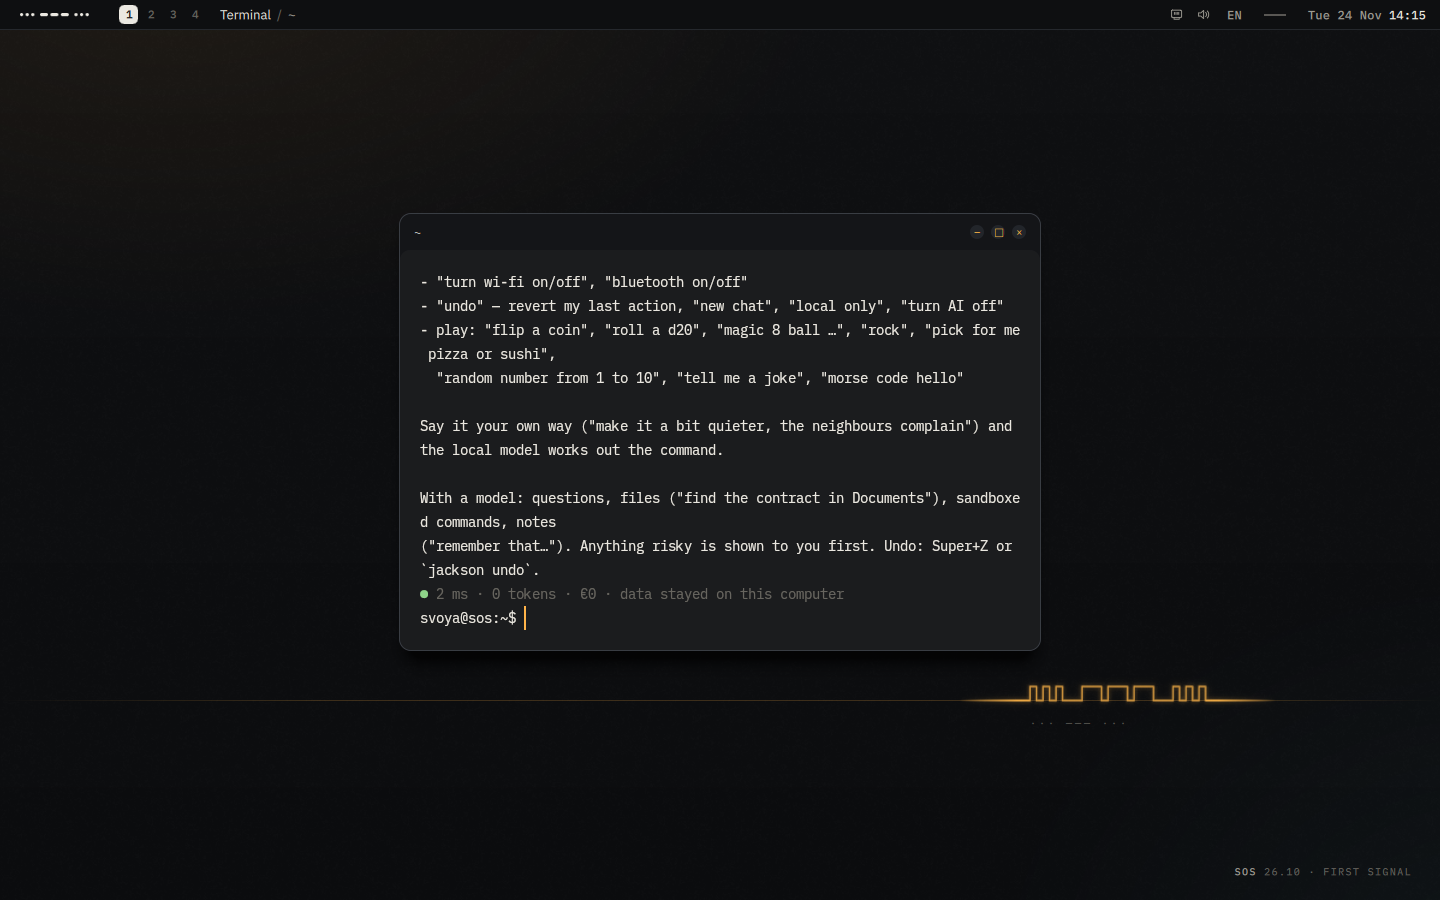 1 2 3 4 Terminal / ~ EN Tue 24 Nov 14:15
~
- "turn wi-fi on/off", "bluetooth on/off"
- "undo" — revert my last action, "new chat", "local only", "turn AI off"
- play: "flip a coin", "roll a d20", "magic 8 ball …", "rock", "pick for me
pizza or sushi",
"random number from 1 to 10", "tell me a joke", "morse code hello"
Say it your own way ("make it a bit quieter, the neighbours complain") and
the local model works out the command.
With a model: questions, files ("find the contract in Documents"), sandboxe
d commands, notes
("remember that…"). Anything risky is shown to you first. Undo: Super+Z or
`jackson undo`.
● 2 ms · 0 tokens · €0 · data stayed on this computer
svoya@sos:~$
··· ——— ···
SOS 26.10 · FIRST SIGNAL